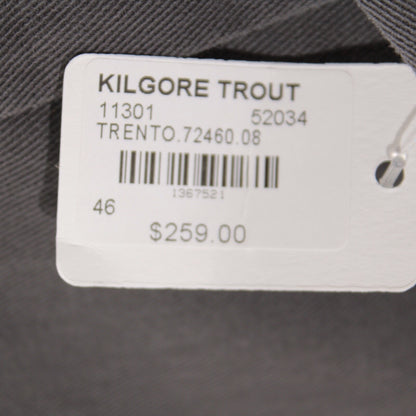 KILGORE TROUT
11301 52034
TRENTO.72460.08
1367521
46
$259.00